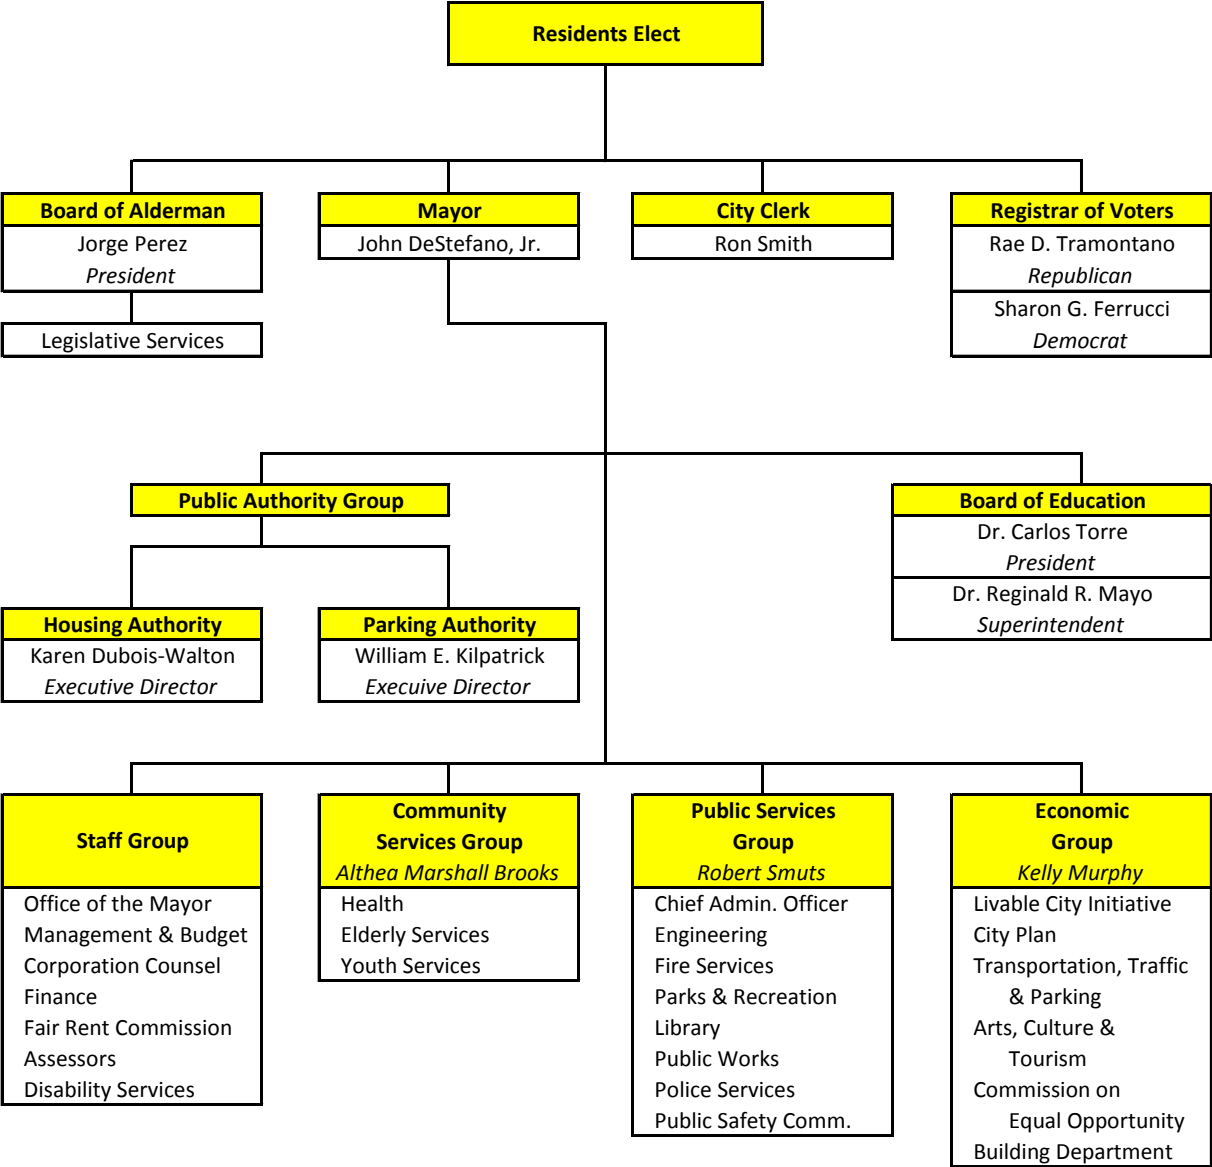 Residents Elect
Board of Alderman
Jorge Perez
President
Legislative Services
Mayor
John DeStefano, Jr.
City Clerk
Ron Smith
Registrar of Voters
Rae D. Tramontano
Republican
Sharon G. Ferrucci
Democrat
Public Authority Group
Housing Authority
Karen Dubois-Walton
Executive Director
Parking Authority
William E. Kilpatrick
Execuive Director
Board of Education
Dr. Carlos Torre
President
Dr. Reginald R. Mayo
Superintendent
Staff Group
Office of the Mayor
Management & Budget
Corporation Counsel
Finance
Fair Rent Commission
Assessors
Disability Services
Community
Services Group
Althea Marshall Brooks
Health
Elderly Services
Youth Services
Public Services
Group
Robert Smuts
Chief Admin. Officer
Engineering
Fire Services
Parks & Recreation
Library
Public Works
Police Services
Public Safety Comm.
Economic
Group
Kelly Murphy
Livable City Initiative
City Plan
Transportation, Traffic
& Parking
Arts, Culture &
Tourism
Commission on
Equal Opportunity
Building Department